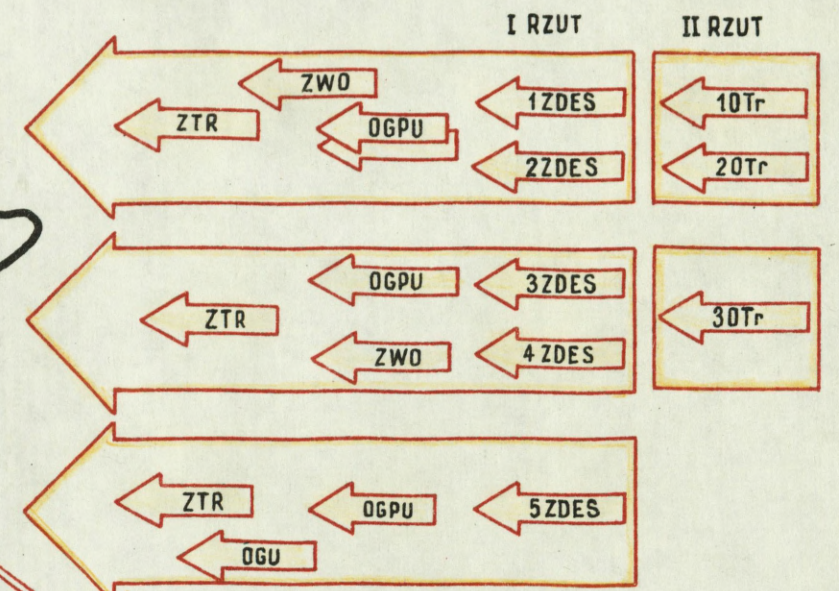 I RZUT II RZUT
ZWO
1ZDES 10Tr
ZTR OGPU
2ZDES 20Tr
OGPU 3ZDES
ZTR 30Tr
ZWO 4ZDES
ZTR OGPU 5ZDES
OGU